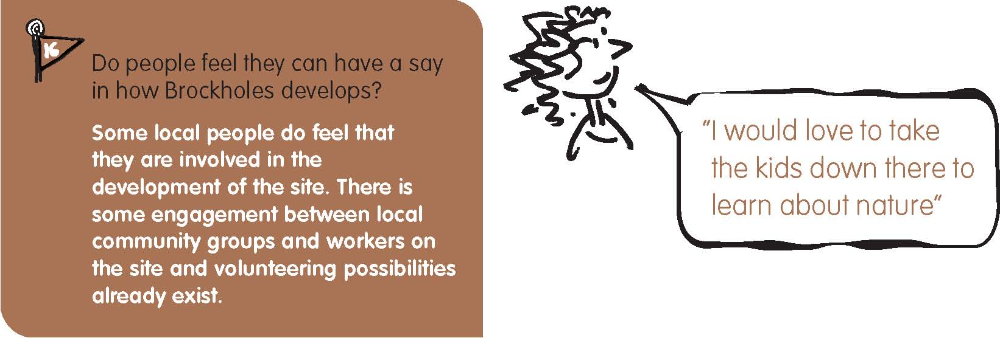 16
Do people feel they can have a say
in how Brockholes develops?
Some local people do feel that
they are involved in the
development of the site. There is
some engagement between local
community groups and workers on
the site and volunteering possibilities
already exist.
“I would love to take
the kids down there to
learn about nature”